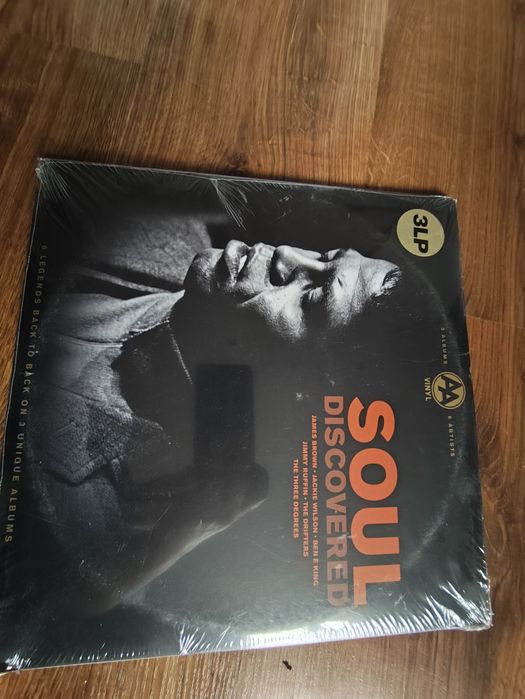 3LP
3 ALBUMS
AA
VINYL
6 ARTISTS
SOUL
DISCOVERED
JAMES BROWN • JACKIE WILSON • BEN E KING
JIMMY RUFFIN • THE DRIFTERS
THE THREE DEGREES
6 LEGENDS BACK TO BACK ON 3 UNIQUE ALBUMS